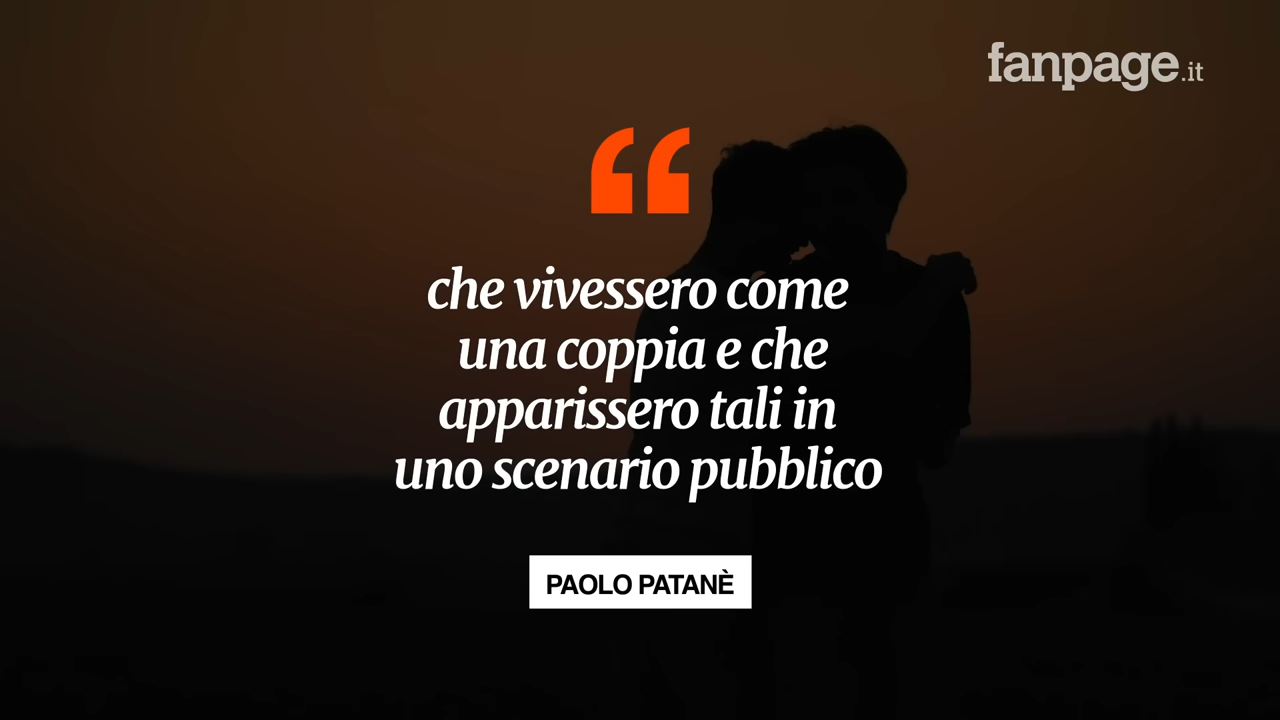 fanpage.it
“
che vivessero come
una coppia e che
apparissero tali in
uno scenario pubblico
PAOLO PATANÈ